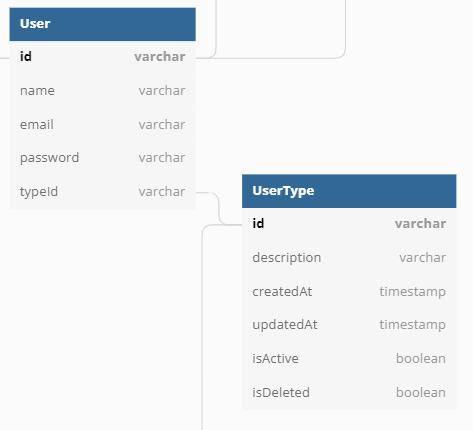 User
id varchar
name varchar
email varchar
password varchar
typeId varchar
UserType
id varchar
description varchar
createdAt timestamp
updatedAt timestamp
isActive boolean
isDeleted boolean